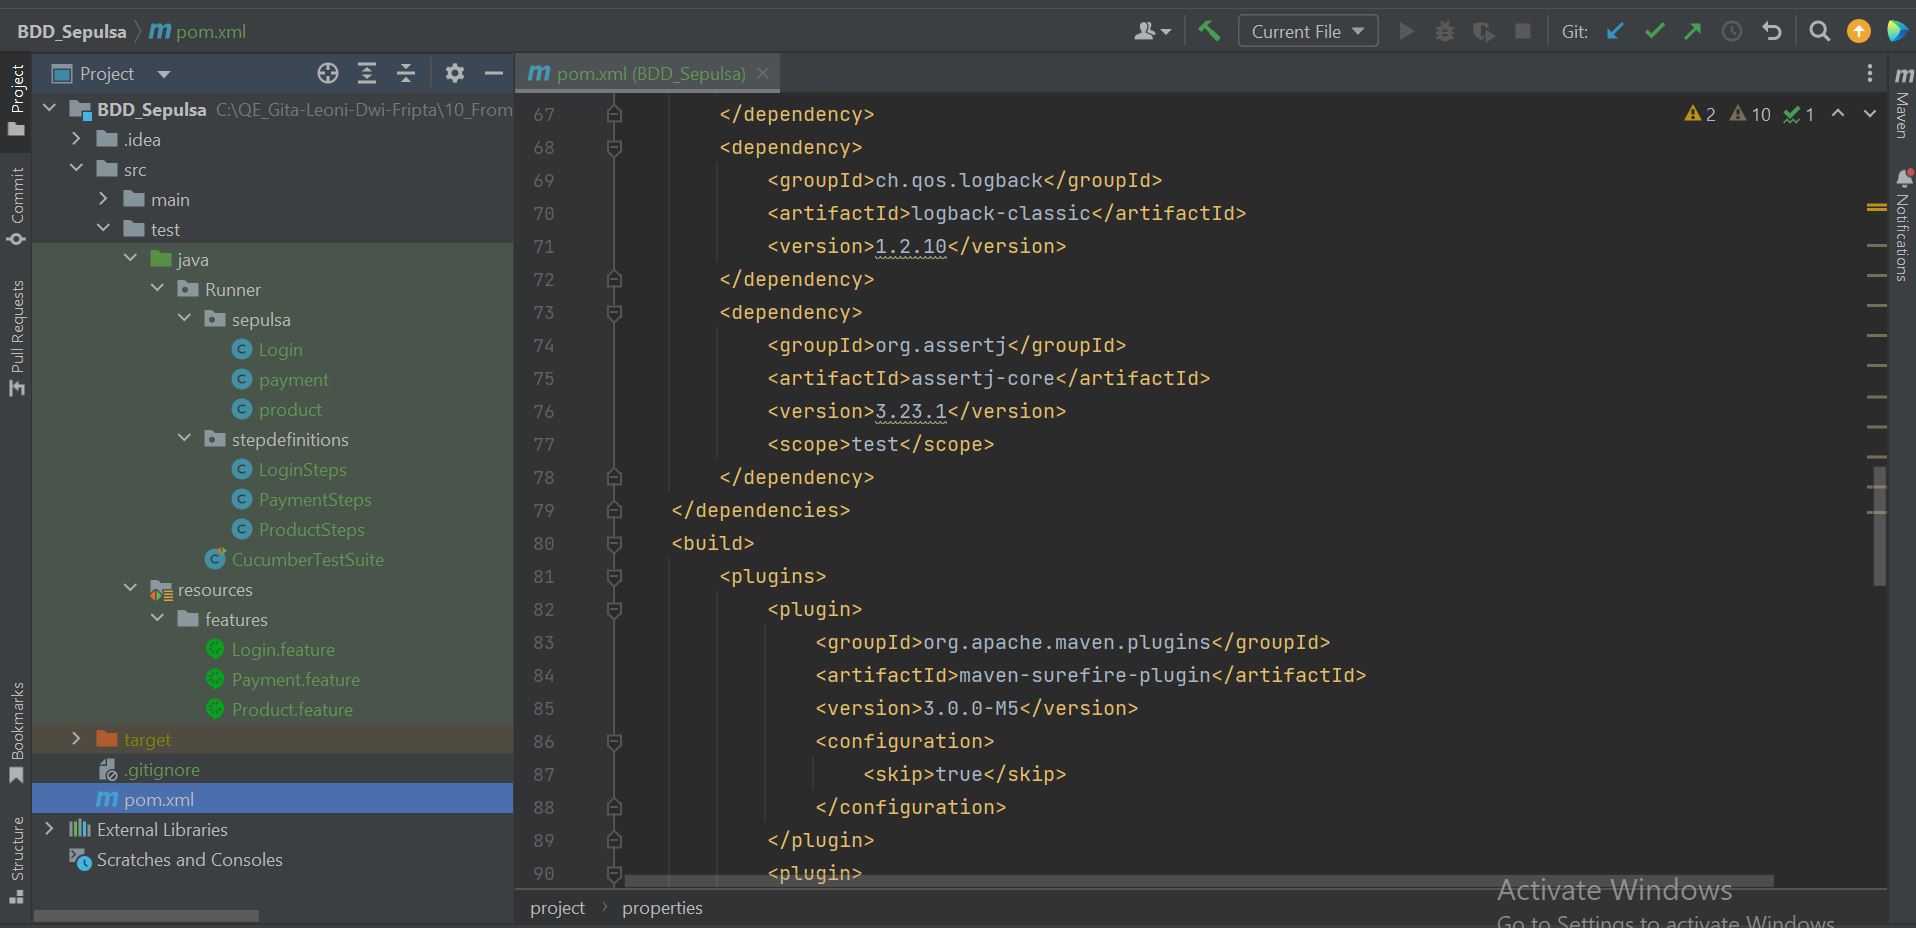 BDD_Sepulsa pom.xml
Current File
Git:
Project
pom.xml (BDD_Sepulsa)
BDD_Sepulsa C:\QE_Gita-Leoni-Dwi-Fripta\10_From
.idea
src
main
test
java
Runner
sepulsa
Login
payment
product
stepdefinitions
LoginSteps
PaymentSteps
ProductSteps
CucumberTestSuite
resources
features
Login.feature
Payment.feature
Product.feature
target
.gitignore
pom.xml
External Libraries
Scratches and Consoles
Project
Commit
Pull Requests
Bookmarks
Structure
67 </dependency>
68 <dependency>
69 <groupId>ch.qos.logback</groupId>
70 <artifactId>logback-classic</artifactId>
71 <version>1.2.10</version>
72 </dependency>
73 <dependency>
74 <groupId>org.assertj</groupId>
75 <artifactId>assertj-core</artifactId>
76 <version>3.23.1</version>
77 <scope>test</scope>
78 </dependency>
79 </dependencies>
80 <build>
81 <plugins>
82 <plugin>
83 <groupId>org.apache.maven.plugins</groupId>
84 <artifactId>maven-surefire-plugin</artifactId>
85 <version>3.0.0-M5</version>
86 <configuration>
87 <skip>true</skip>
88 </configuration>
89 </plugin>
90 <plugin>
2 10 1
Maven
Notifications
project properties
Activate Windows
Go to Settings to activate Windows.